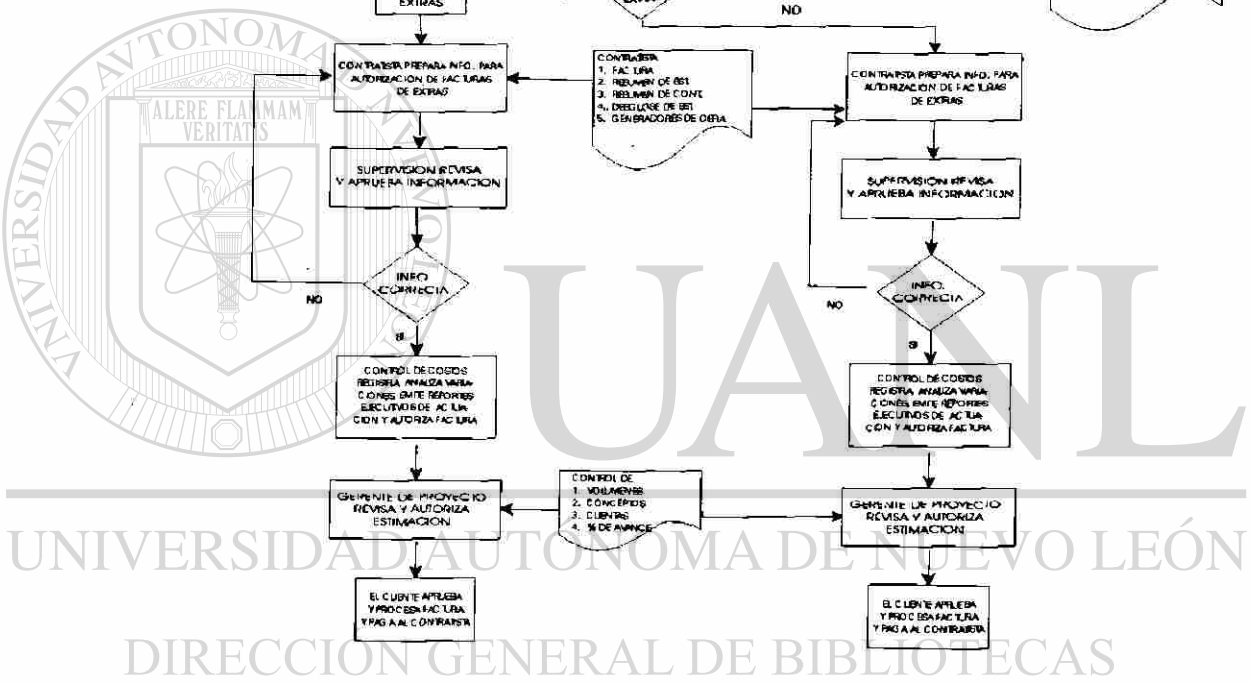 EXTRAS
NO
CONTRATISTA PREPARA INFO. PARA
AUTORIZACION DE FACTURAS
DE EXTRAS
CONTRATISTA
1. FACTURA
2. RESUMEN DE EST.
3. RESUMEN DE CONT.
4. DESGLOSE DE EST
5. GENERADORES DE OBRA
CONTRATISTA PREPARA INFO. PARA
AUTORIZACION DE FACTURAS
DE EXTRAS
SUPERVISION REVISA
Y APRUEBA INFORMACION
SUPERVISION REVISA
Y APRUEBA INFORMACION
INFO.
CORRECTA
NO
SI
INFO.
CORRECTA
NO
SI
CONTROL DE COSTOS
REGISTRA, ANALIZA VARIA-
CIONES, EMITE REPORTES
EJECUTIVOS DE ACTUA
CION Y AUTORIZA FACTURA
CONTROL DE COSTOS
REGISTRA, ANALIZA VARIA-
CIONES, EMITE REPORTES
EJECUTIVOS DE ACTUA
CION Y AUTORIZA FACTURA
GERENTE DE PROYECTO
REVISA Y AUTORIZA
ESTIMACION
CONTROL DE
1. VOLUMENES
2. CONCEPTOS
3. CUENTAS
4. % DE AVANCE
GERENTE DE PROYECTO
REVISA Y AUTORIZA
ESTIMACION
EL CLIENTE APRUEBA
Y PROCESA FACTURA
Y PAGA AL CONTRATISTA
EL CLIENTE APRUEBA
Y PROCESA FACTURA
Y PAGA AL CONTRATISTA
UNIVERSIDAD AVTONOMA DE NVEVO LEON
ALERE FLAMMAM
VERITATIS
UANL
UNIVERSIDAD AUTÓNOMA DE NUEVO LEÓN
DIRECCIÓN GENERAL DE BIBLIOTECAS